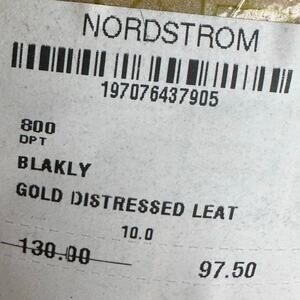 NORDSTROM
197076437905
800
DPT
BLAKLY
GOLD DISTRESSED LEAT
10.0
130.00 97.50